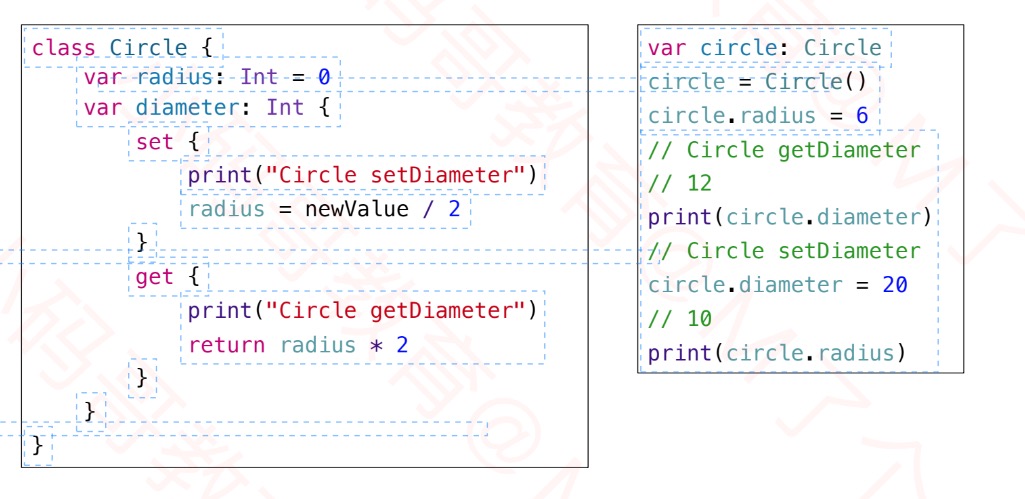 class Circle {
    var radius: Int = 0
    var diameter: Int {
        set {
            print("Circle setDiameter")
            radius = newValue / 2
        }
        get {
            print("Circle getDiameter")
            return radius * 2
        }
    }
}
var circle: Circle
circle = Circle()
circle.radius = 6
// Circle getDiameter
// 12
print(circle.diameter)
// Circle setDiameter
circle.diameter = 20
// 10
print(circle.radius)